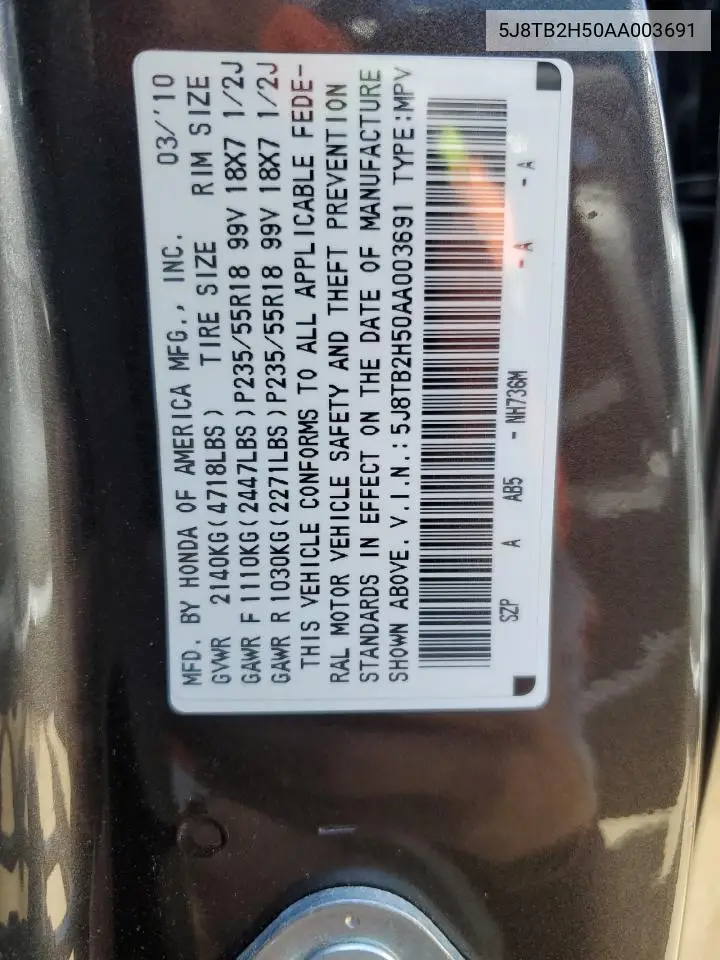 5J8TB2H50AA003691
MFD. BY HONDA OF AMERICA MFG., INC. 03/'10
GVWR 2140KG(4718LBS) TIRE SIZE RIM SIZE
GAWR F 1110KG(2447LBS)P235/55R18 99V 18X7 1/2J
GAWR R 1030KG(2271LBS)P235/55R18 99V 18X7 1/2J
THIS VEHICLE CONFORMS TO ALL APPLICABLE FEDE-
RAL MOTOR VEHICLE SAFETY AND THEFT PREVENTION
STANDARDS IN EFFECT ON THE DATE OF MANUFACTURE
SHOWN ABOVE. V.I.N.:5J8TB2H50AA003691 TYPE:MPV
SZP A AB5 - NH736M - A - A